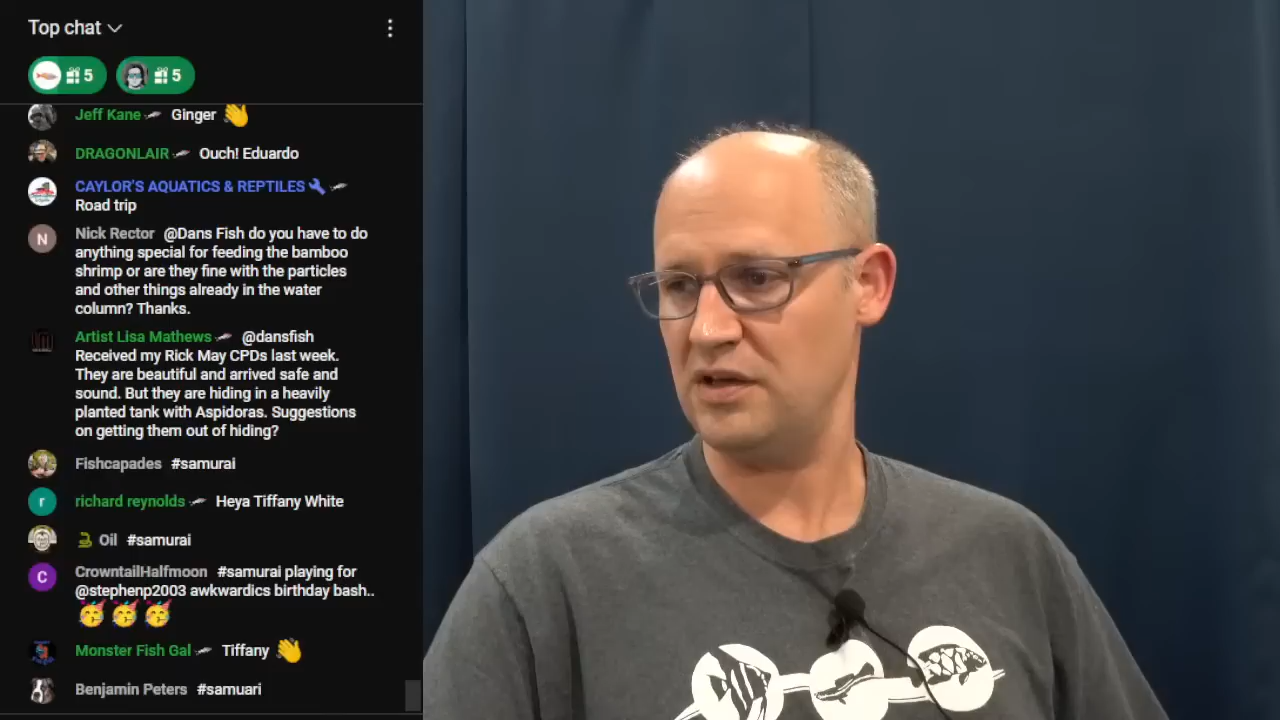 Top chat
5
5
Jeff Kane Ginger 👋
DRAGONLAIR Ouch! Eduardo
CAYLOR'S AQUATICS & REPTILES
Road trip
N
Nick Rector @Dans Fish do you have to do
anything special for feeding the bamboo
shrimp or are they fine with the particles
and other things already in the water
column? Thanks.
Artist Lisa Mathews @dansfish
Received my Rick May CPDs last week.
They are beautiful and arrived safe and
sound. But they are hiding in a heavily
planted tank with Aspidoras. Suggestions
on getting them out of hiding?
Fishcapades #samurai
r
richard reynolds Heya Tiffany White
Oil #samurai
C
CrowntailHalfmoon #samurai playing for
@stephenp2003 awkwardics birthday bash..
🥳 🥳 🥳
Monster Fish Gal Tiffany 👋
Benjamin Peters #samuari